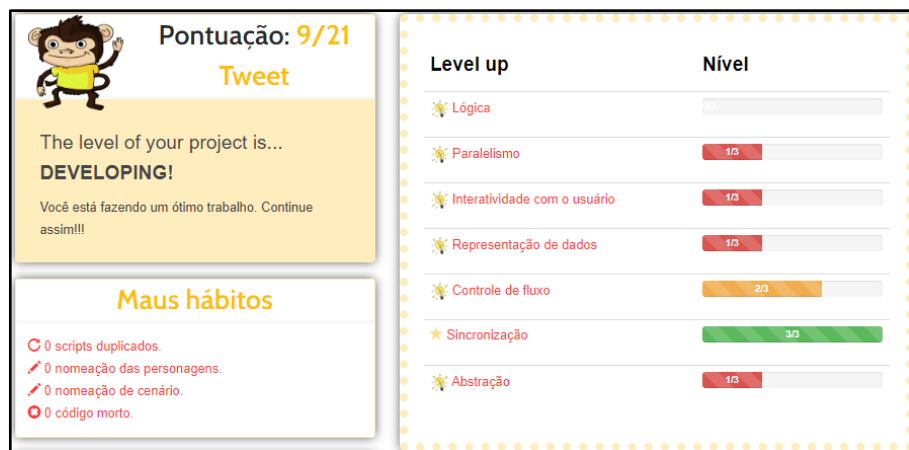 Pontuação: 9/21
Tweet
The level of your project is...
DEVELOPING!
Você está fazendo um ótimo trabalho. Continue
assim!!!
Maus hábitos
0 scripts duplicados.
0 nomeação das personagens.
0 nomeação de cenário.
0 código morto.
Level up Nível
Lógica 0/3
Paralelismo 1/3
Interatividade com o usuário 1/3
Representação de dados 1/3
Controle de fluxo 2/3
Sincronização 3/3
Abstração 1/3